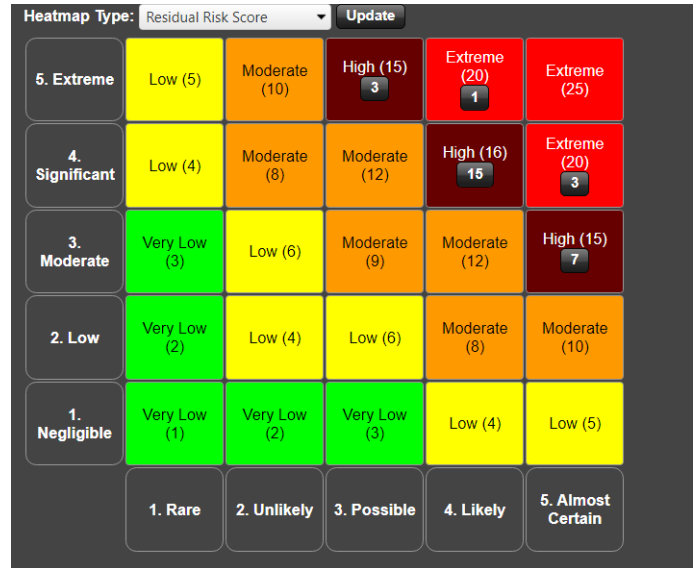 Heatmap Type: Residual Risk Score Update
5. Extreme
Low (5)
Moderate
(10)
High (15)
3
Extreme
(20)
1
Extreme
(25)
4.
Significant
Low (4)
Moderate
(8)
Moderate
(12)
High (16)
15
Extreme
(20)
3
3.
Moderate
Very Low
(3)
Low (6)
Moderate
(9)
Moderate
(12)
High (15)
7
2. Low
Very Low
(2)
Low (4)
Low (6)
Moderate
(8)
Moderate
(10)
1.
Negligible
Very Low
(1)
Very Low
(2)
Very Low
(3)
Low (4)
Low (5)
1. Rare
2. Unlikely
3. Possible
4. Likely
5. Almost
Certain